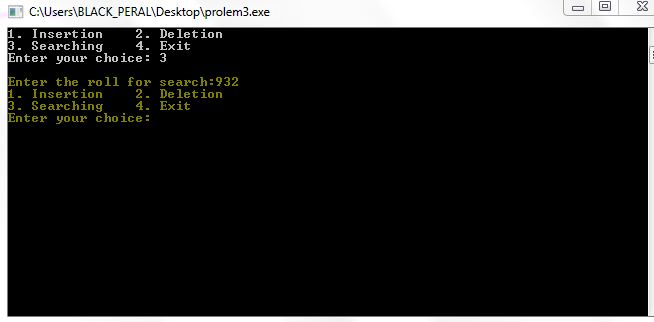 C:\Users\BLACK_PERAL\Desktop\prolem3.exe
1. Insertion    2. Deletion
3. Searching    4. Exit
Enter your choice: 3
Enter the roll for search:932
1. Insertion    2. Deletion
3. Searching    4. Exit
Enter your choice: